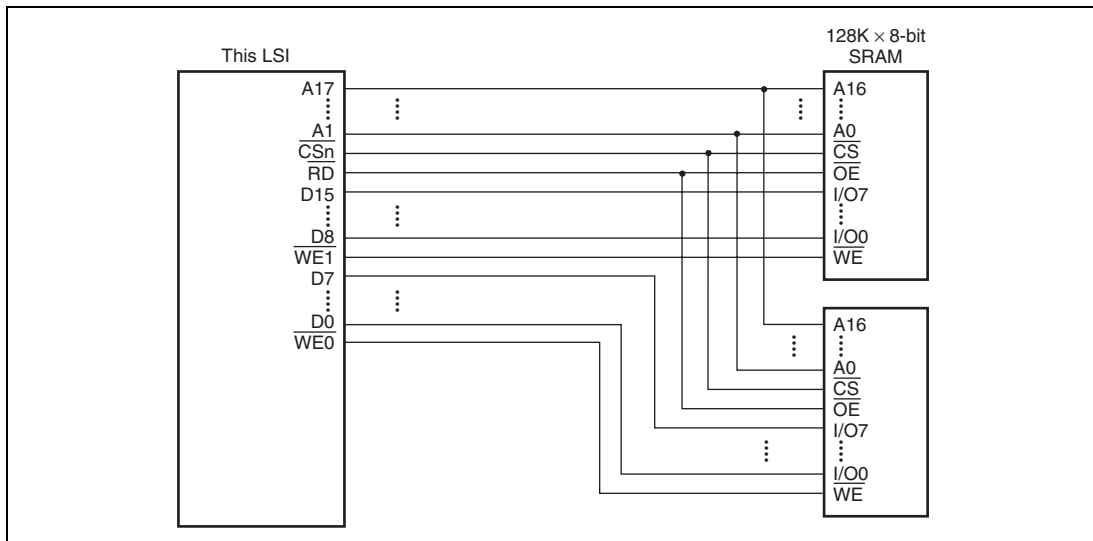 This LSI
A17
A1
CSn
RD
D15
D8
WE1
D7
D0
WE0
128K × 8-bit
SRAM
A16
A0
CS
OE
I/O7
I/O0
WE
A16
A0
CS
OE
I/O7
I/O0
WE